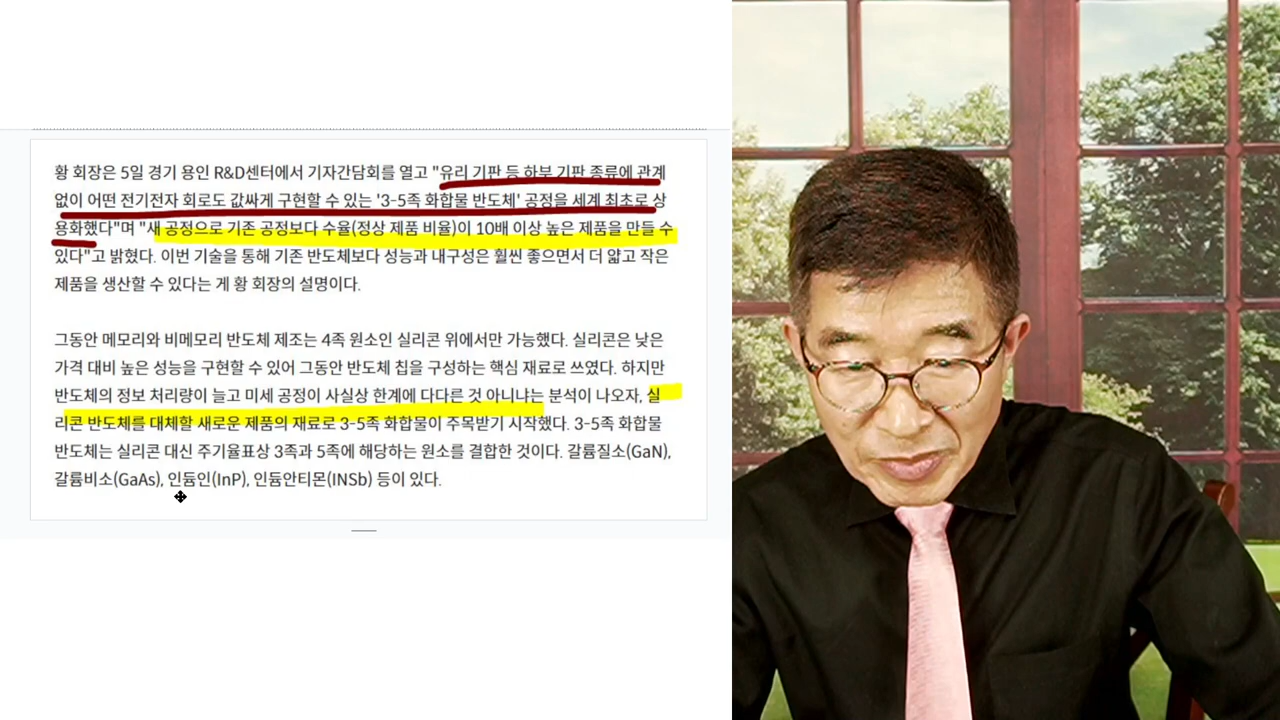 황 회장은 5일 경기 용인 R&D센터에서 기자간담회를 열고 "유리 기판 등 하부 기판 종류에 관계
없이 어떤 전기전자 회로도 값싸게 구현할 수 있는 '3-5족 화합물 반도체' 공정을 세계 최초로 상
용화했다"며 "새 공정으로 기존 공정보다 수율(정상 제품 비율)이 10배 이상 높은 제품을 만들 수
있다"고 밝혔다. 이번 기술을 통해 기존 반도체보다 성능과 내구성은 훨씬 좋으면서 더 얇고 작은
제품을 생산할 수 있다는 게 황 회장의 설명이다.
그동안 메모리와 비메모리 반도체 제조는 4족 원소인 실리콘 위에서만 가능했다. 실리콘은 낮은
가격 대비 높은 성능을 구현할 수 있어 그동안 반도체 칩을 구성하는 핵심 재료로 쓰였다. 하지만
반도체의 정보 처리량이 늘고 미세 공정이 사실상 한계에 다다른 것 아니냐는 분석이 나오자, 실
리콘 반도체를 대체할 새로운 제품의 재료로 3-5족 화합물이 주목받기 시작했다. 3-5족 화합물
반도체는 실리콘 대신 주기율표상 3족과 5족에 해당하는 원소를 결합한 것이다. 갈륨질소(GaN),
갈륨비소(GaAs), 인듐인(InP), 인듐안티몬(INSb) 등이 있다.